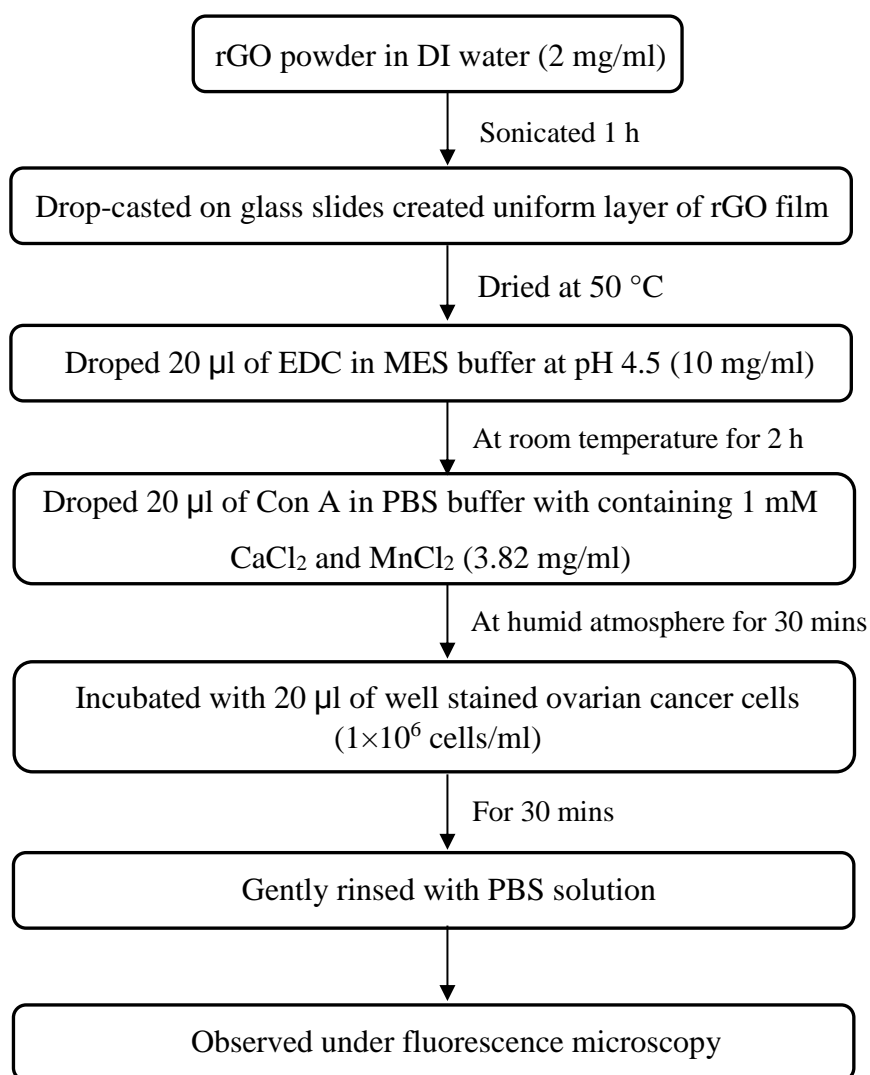 rGO powder in DI water (2 mg/ml)
Sonicated 1 h
Drop-casted on glass slides created uniform layer of rGO film
Dried at 50 °C
Droped 20 μl of EDC in MES buffer at pH 4.5 (10 mg/ml)
At room temperature for 2 h
Droped 20 μl of Con A in PBS buffer with containing 1 mM
CaCl₂ and MnCl₂ (3.82 mg/ml)
At humid atmosphere for 30 mins
Incubated with 20 μl of well stained ovarian cancer cells
(1×10⁶ cells/ml)
For 30 mins
Gently rinsed with PBS solution
Observed under fluorescence microscopy